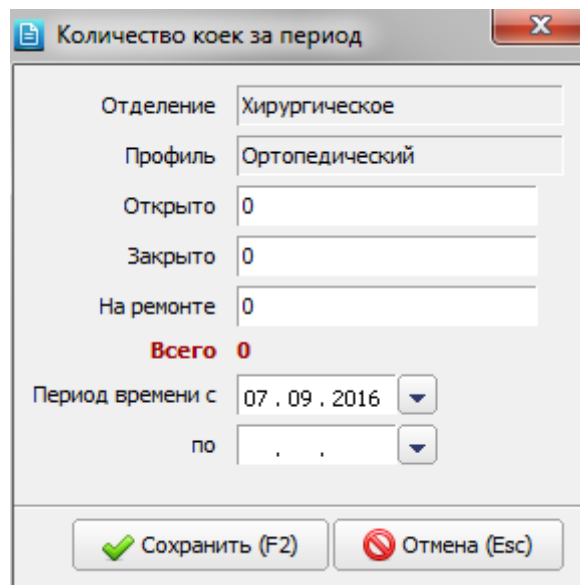 Количество коек за период
Отделение Хирургическое
Профиль Ортопедический
Открыто 0
Закрыто 0
На ремонте 0
Всего 0
Период времени с 07 . 09 . 2016
по . .
Сохранить (F2) Отмена (Esc)